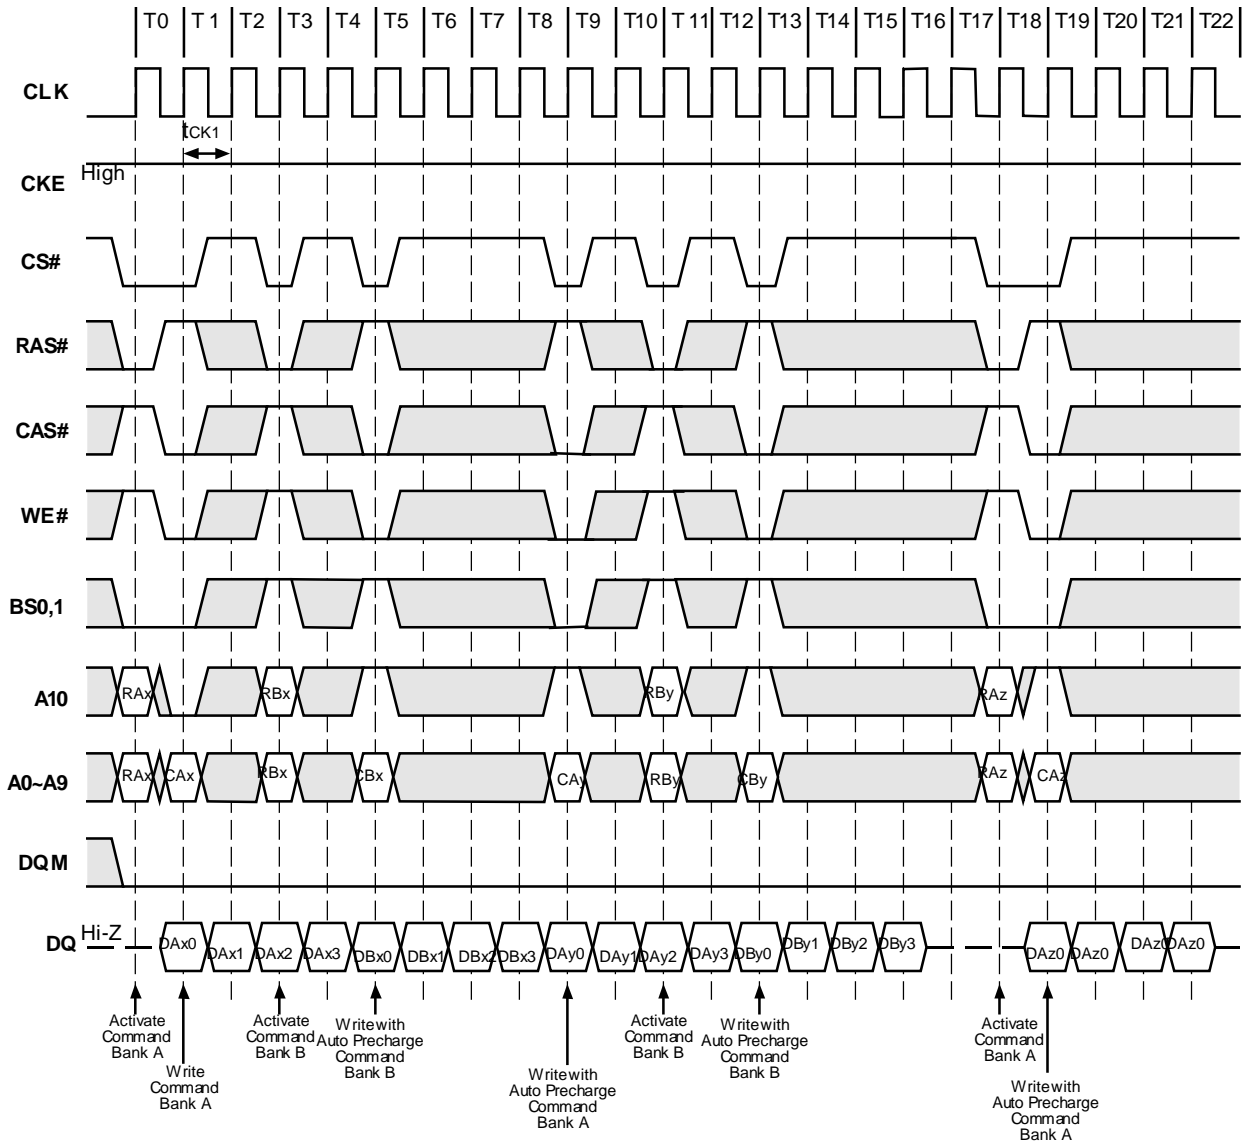 T0 T1 T2 T3 T4 T5 T6 T7 T8 T9 T10 T11 T12 T13 T14 T15 T16 T17 T18 T19 T20 T21 T22
CLK
tCK1
High
CKE
CS#
RAS#
CAS#
WE#
BS0,1
A10 RAx RBx RBy RAz
A0~A9 RAx CAx RBx CBx CAy RBy CBy RAz CAz
DQM
DQ Hi-Z DAx0 DAx1 DAx2 DAx3 DBx0 DBx1 DBx2 DBx3 DAy0 DAy1 DAy2 DAy3 DBy0 DBy1 DBy2 DBy3 DAz0 DAz0 DAz0 DAz0
Activate
Command
Bank A
Write
Command
Bank A
Activate
Command
Bank B
Write with
Auto Precharge
Command
Bank B
Write with
Auto Precharge
Command
Bank A
Activate
Command
Bank B
Write with
Auto Precharge
Command
Bank B
Activate
Command
Bank A
Write with
Auto Precharge
Command
Bank A